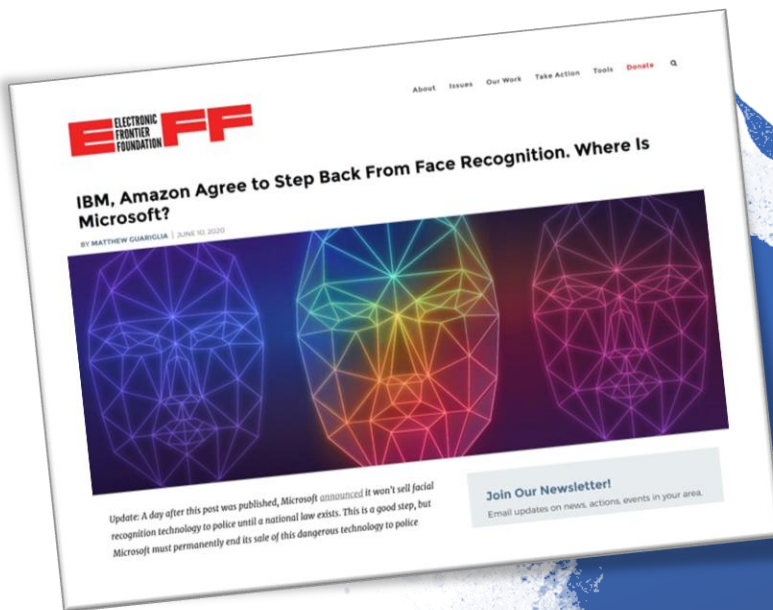 About Issues Our Work Take Action Tools Donate
EFF
ELECTRONIC
FRONTIER
FOUNDATION
IBM, Amazon Agree to Step Back From Face Recognition. Where Is
Microsoft?
BY MATTHEW GUARIGLIA | JUNE 10, 2020
Update: A day after this post was published, Microsoft announced it won't sell facial
recognition technology to police until a national law exists. This is a good step, but
Microsoft must permanently end its sale of this dangerous technology to police
Join Our Newsletter!
Email updates on news, actions, events in your area,